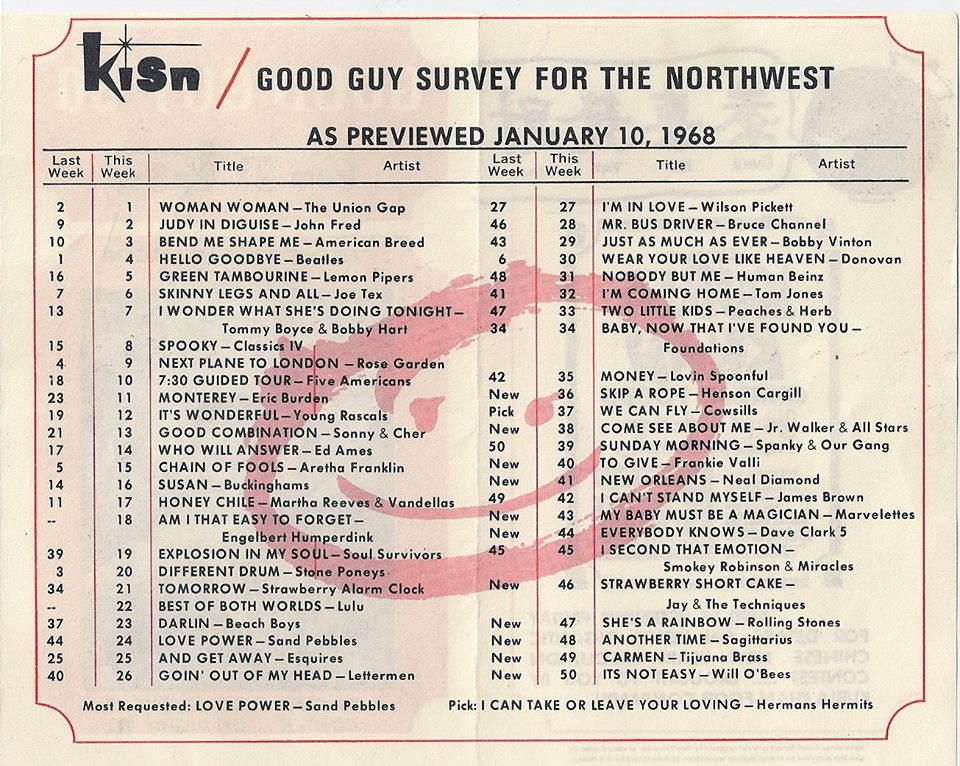 kisn / GOOD GUY SURVEY FOR THE NORTHWEST
AS PREVIEWED JANUARY 10, 1968
Last Week This Week Title Artist
2 1 WOMAN WOMAN – The Union Gap
9 2 JUDY IN DISGUISE – John Fred
10 3 BEND ME SHAPE ME – American Breed
1 4 HELLO GOODBYE – Beatles
16 5 GREEN TAMBOURINE – Lemon Pipers
7 6 SKINNY LEGS AND ALL – Joe Tex
13 7 I WONDER WHAT SHE'S DOING TONIGHT –
Tommy Boyce & Bobby Hart
15 8 SPOOKY – Classics IV
4 9 NEXT PLANE TO LONDON – Rose Garden
18 10 7:30 GUIDED TOUR – Five Americans
23 11 MONTEREY – Eric Burden
19 12 IT'S WONDERFUL – Young Rascals
21 13 GOOD COMBINATION – Sonny & Cher
17 14 WHO WILL ANSWER – Ed Ames
5 15 CHAIN OF FOOLS – Aretha Franklin
14 16 SUSAN – Buckinghams
11 17 HONEY CHILE – Martha Reeves & Vandellas
-- 18 AM I THAT EASY TO FORGET –
Engelbert Humperdink
39 19 EXPLOSION IN MY SOUL – Soul Survivors
3 20 DIFFERENT DRUM – Stone Poneys
34 21 TOMORROW – Strawberry Alarm Clock
-- 22 BEST OF BOTH WORLDS – Lulu
37 23 DARLIN – Beach Boys
44 24 LOVE POWER – Sand Pebbles
25 25 AND GET AWAY – Esquires
40 26 GOIN' OUT OF MY HEAD – Lettermen
Last Week This Week Title Artist
27 27 I'M IN LOVE – Wilson Pickett
46 28 MR. BUS DRIVER – Bruce Channel
43 29 JUST AS MUCH AS EVER – Bobby Vinton
6 30 WEAR YOUR LOVE LIKE HEAVEN – Donovan
48 31 NOBODY BUT ME – Human Beinz
41 32 I'M COMING HOME – Tom Jones
47 33 TWO LITTLE KIDS – Peaches & Herb
34 34 BABY, NOW THAT I'VE FOUND YOU –
Foundations
42 35 MONEY – Lovin Spoonful
New 36 SKIP A ROPE – Henson Cargill
Pick 37 WE CAN FLY – Cowsills
New 38 COME SEE ABOUT ME – Jr. Walker & All Stars
50 39 SUNDAY MORNING – Spanky & Our Gang
New 40 TO GIVE – Frankie Valli
New 41 NEW ORLEANS – Neal Diamond
49 42 I CAN'T STAND MYSELF – James Brown
New 43 MY BABY MUST BE A MAGICIAN – Marvelettes
New 44 EVERYBODY KNOWS – Dave Clark 5
45 45 I SECOND THAT EMOTION –
Smokey Robinson & Miracles
New 46 STRAWBERRY SHORT CAKE –
Jay & The Techniques
New 47 SHE'S A RAINBOW – Rolling Stones
New 48 ANOTHER TIME – Sagittarius
New 49 CARMEN – Tijuana Brass
New 50 ITS NOT EASY – Will O'Bees
Most Requested: LOVE POWER – Sand Pebbles
Pick: I CAN TAKE OR LEAVE YOUR LOVING – Hermans Hermits